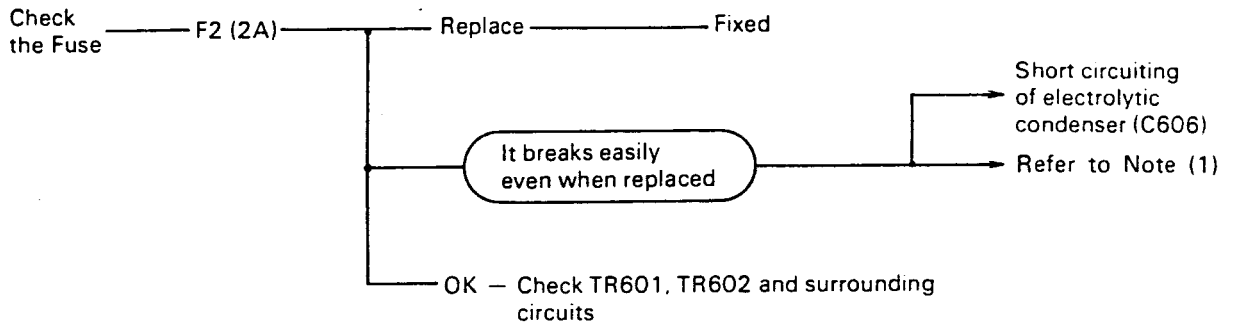 Check
the Fuse
F2 (2A)
Replace
Fixed
Short circuiting
of electrolytic
condenser (C606)
It breaks easily
even when replaced
Refer to Note (1)
OK — Check TR601, TR602 and surrounding
circuits